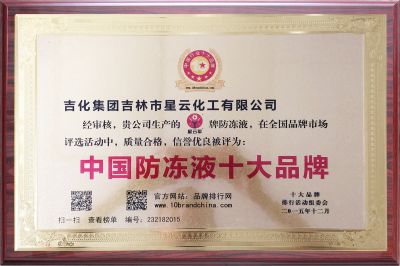 吉化集团吉林市星云化工有限公司
经审核，贵公司生产的 牌防冻液，在全国品牌市场
评选活动中，质量合格，信誉优良被评为：
中国防冻液十大品牌
官方网站：品牌排行网
www.10brandchina.com
扫一扫 查看榜单 编号：232182015
十大品牌
排行活动组委会
二〇一五年十二月